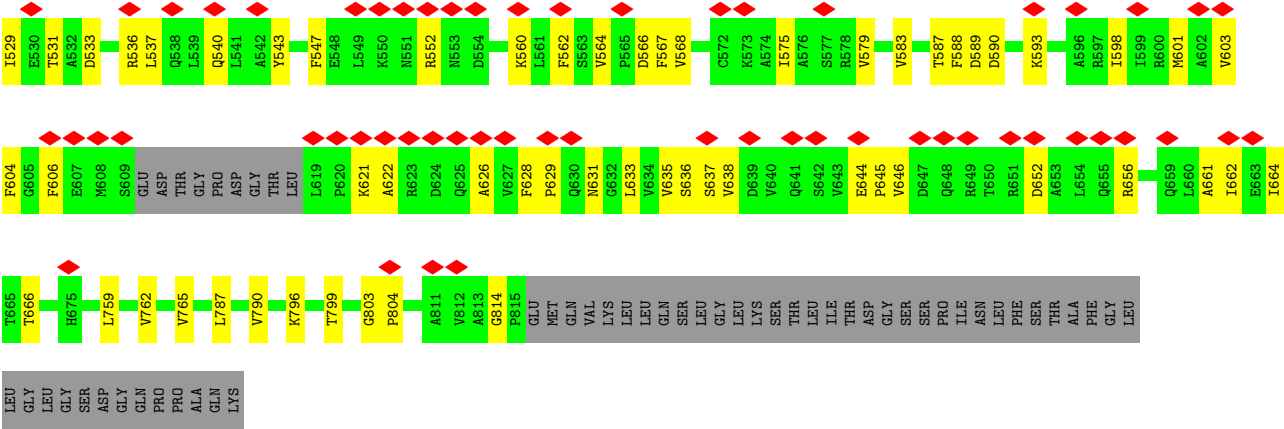 I529 E530 T531 A532 D533 R536 L537 Q538 L539 Q540 L541 A542 Y543 F547 E548 L549 K550 N551 R552 N553 D554 K560 L561 F562 S563 V564 P565 D566 F567 V568 C572 K573 A574 I575 A576 S577 R578 V579 V583 T587 F588 D589 D590 K593 A596 R597 I598 I599 R600 M601 A602 V603
F604 G605 F606 E607 M608 S609 GLU ASP THR GLY PRO ASP GLY THR LEU L619 P620 K621 A622 R623 D624 Q625 A626 V627 F628 P629 Q630 N631 G632 L633 V634 V635 S636 S637 V638 D639 V640 Q641 S642 V643 E644 P645 V646 D647 Q648 R649 T650 R651 D652 A653 L654 Q655 R656 Q659 L660 A661 I662 E663 I664
T665 T666 H675 L759 V762 V765 L787 V790 K796 T799 G803 P804 A811 V812 A813 G814 P815 GLU MET GLN VAL LYS LEU LEU GLN SER LEU GLY LEU LYS SER THR LEU ILE THR ASP GLY SER SER PRO ILE ASN LEU PHE SER THR ALA PHE GLY LEU
LEU GLY LEU GLY SER ASP GLY GLN PRO PRO ALA GLN LYS